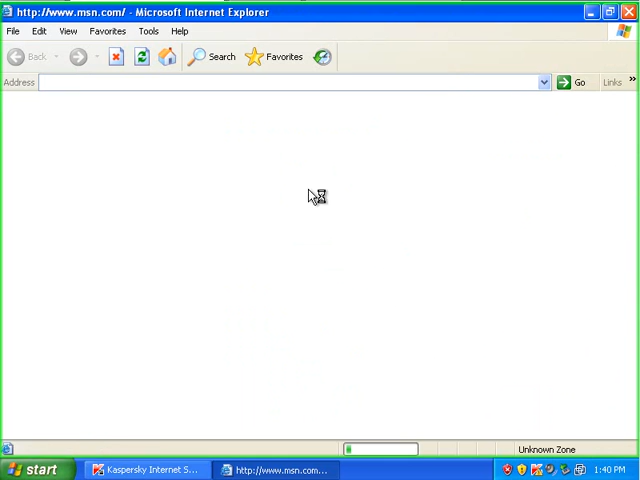 http://www.msn.com/ - Microsoft Internet Explorer
File Edit View Favorites Tools Help
Back Search Favorites
Address Go Links »
Unknown Zone
start Kaspersky Internet S... http://www.msn.com... 1:40 PM